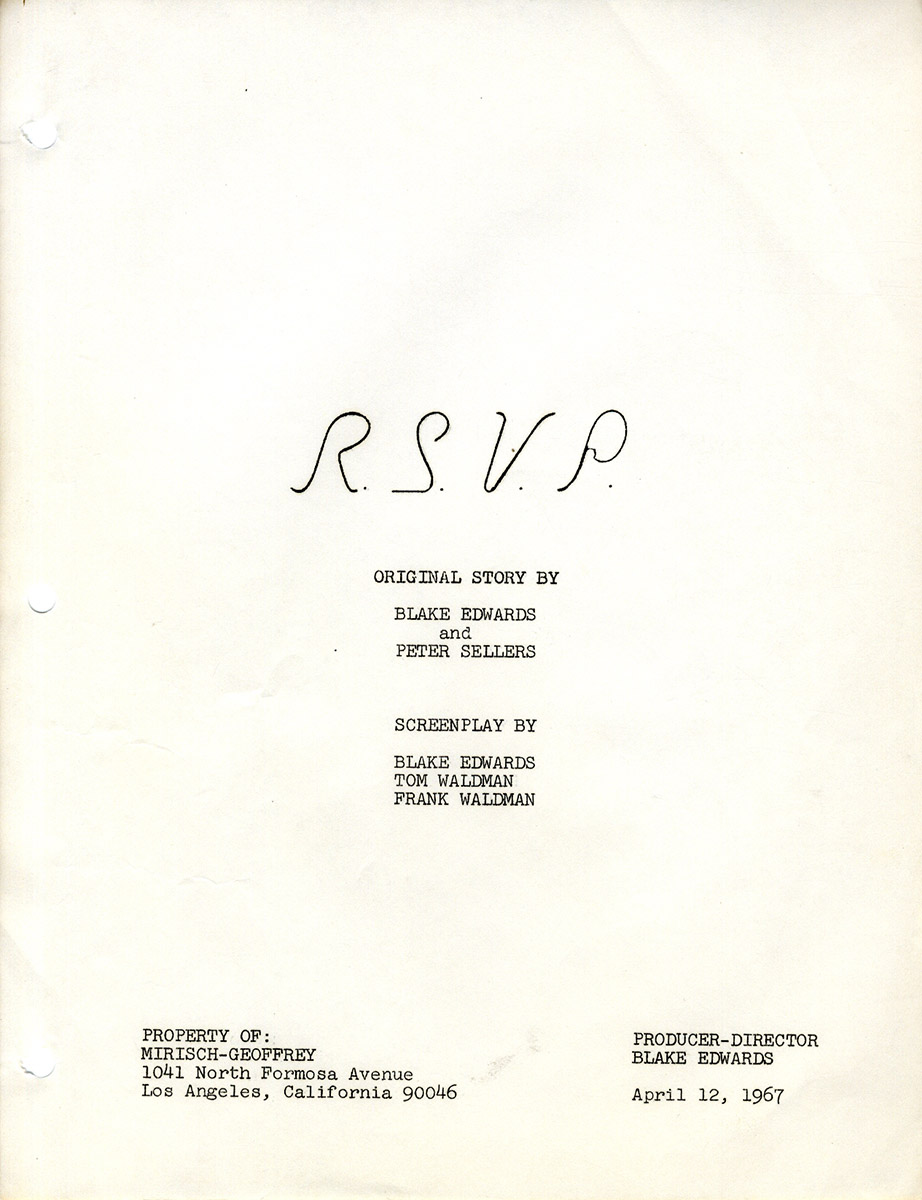 R.S.V.P.
ORIGINAL STORY BY
BLAKE EDWARDS
and
PETER SELLERS
SCREENPLAY BY
BLAKE EDWARDS
TOM WALDMAN
FRANK WALDMAN
PROPERTY OF:
MIRISCH-GEOFFREY
1041 North Formosa Avenue
Los Angeles, California 90046
PRODUCER-DIRECTOR
BLAKE EDWARDS
April 12, 1967